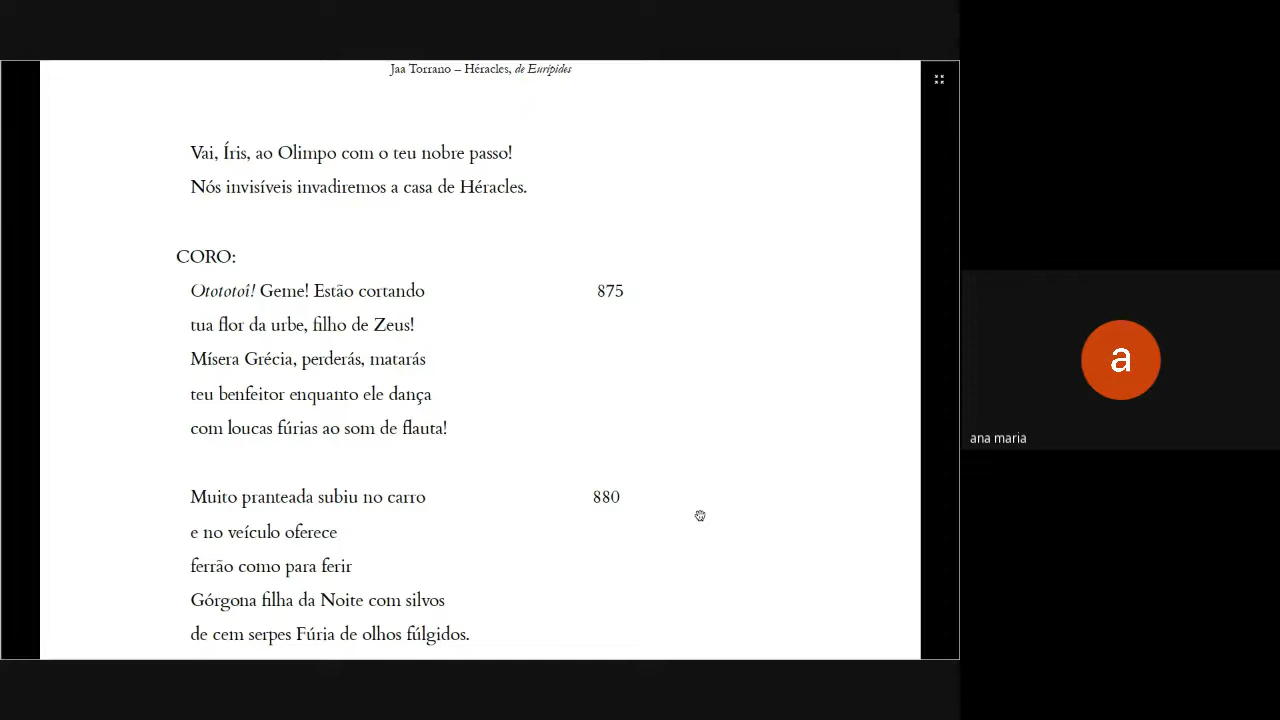 Jaa Torrano – Héracles, de Eurípides
Vai, Íris, ao Olimpo com o teu nobre passo!
Nós invisíveis invadiremos a casa de Héracles.
CORO:
Otototoî! Geme! Estão cortando 875
tua flor da urbe, filho de Zeus!
Mísera Grécia, perderás, matarás
teu benfeitor enquanto ele dança
com loucas fúrias ao som de flauta!
Muito pranteada subiu no carro 880
e no veículo oferece
ferrão como para ferir
Górgona filha da Noite com silvos
de cem serpes Fúria de olhos fúlgidos.
a
ana maria